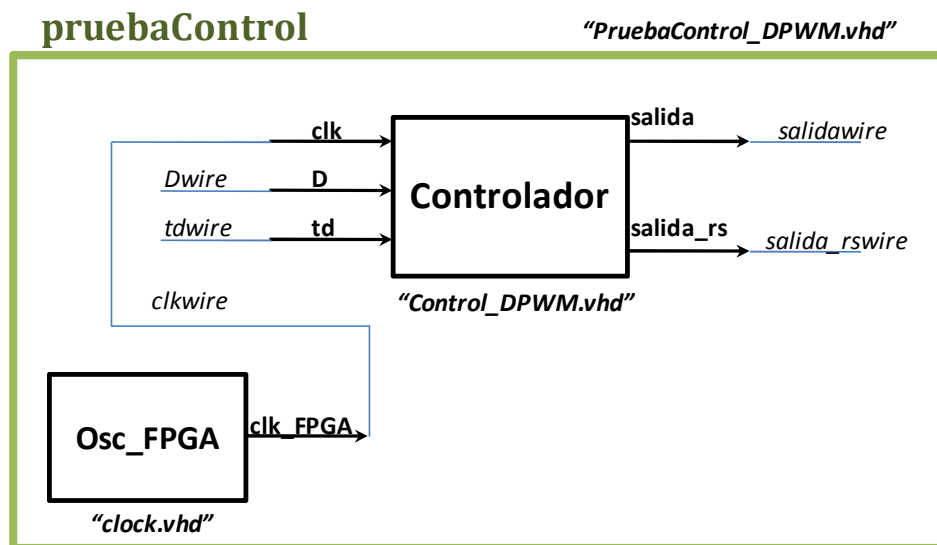 pruebaControl
“PruebaControl_DPWM.vhd”
clk
salida
salidawire
Dwire
D
Controlador
tdwire
td
salida_rs
salida_rswire
clkwire
“Control_DPWM.vhd”
Osc_FPGA
clk_FPGA
“clock.vhd”